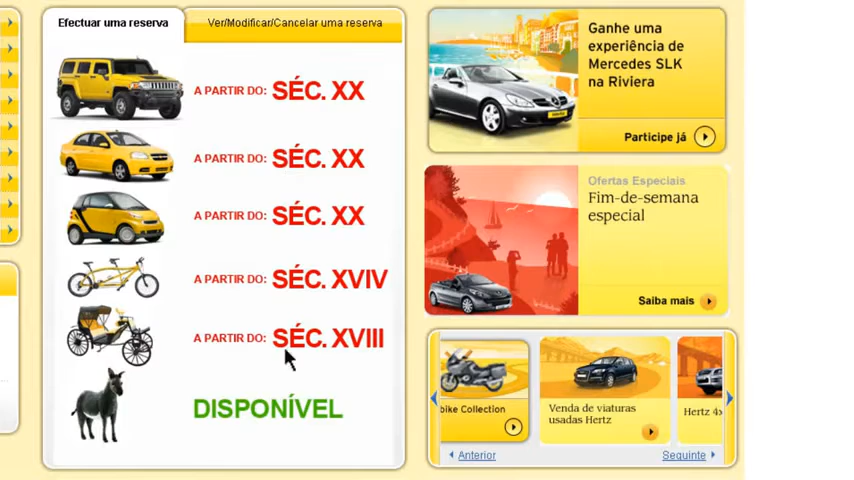 Efectuar uma reserva
Ver/Modificar/Cancelar uma reserva
A PARTIR DO: SÉC. XX
A PARTIR DO: SÉC. XX
A PARTIR DO: SÉC. XX
A PARTIR DO: SÉC. XVIV
A PARTIR DO: SÉC. XVIII
DISPONÍVEL
Ganhe uma
experiência de
Mercedes SLK
na Riviera
Participe já
Ofertas Especiais
Fim-de-semana
especial
Saiba mais
bike Collection
Venda de viaturas
usadas Hertz
Hertz 4x
Anterior
Seguinte